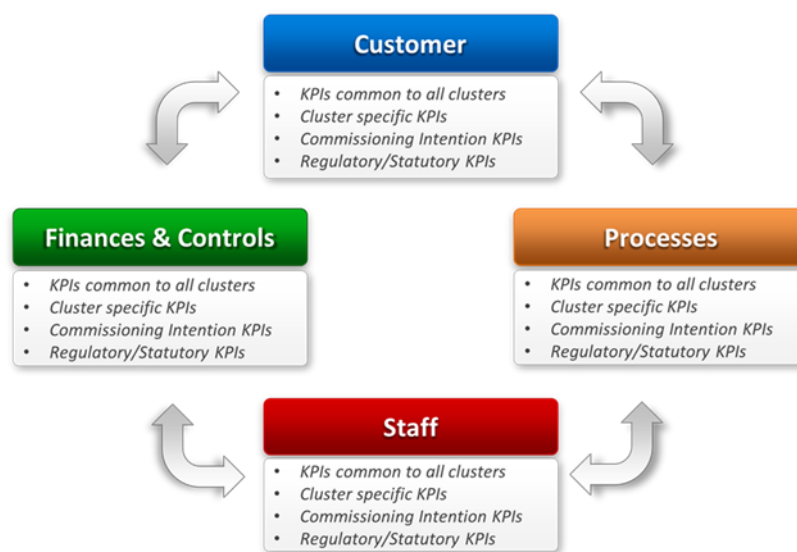 Customer
• KPIs common to all clusters
• Cluster specific KPIs
• Commissioning Intention KPIs
• Regulatory/Statutory KPIs
Finances & Controls
• KPIs common to all clusters
• Cluster specific KPIs
• Commissioning Intention KPIs
• Regulatory/Statutory KPIs
Processes
• KPIs common to all clusters
• Cluster specific KPIs
• Commissioning Intention KPIs
• Regulatory/Statutory KPIs
Staff
• KPIs common to all clusters
• Cluster specific KPIs
• Commissioning Intention KPIs
• Regulatory/Statutory KPIs